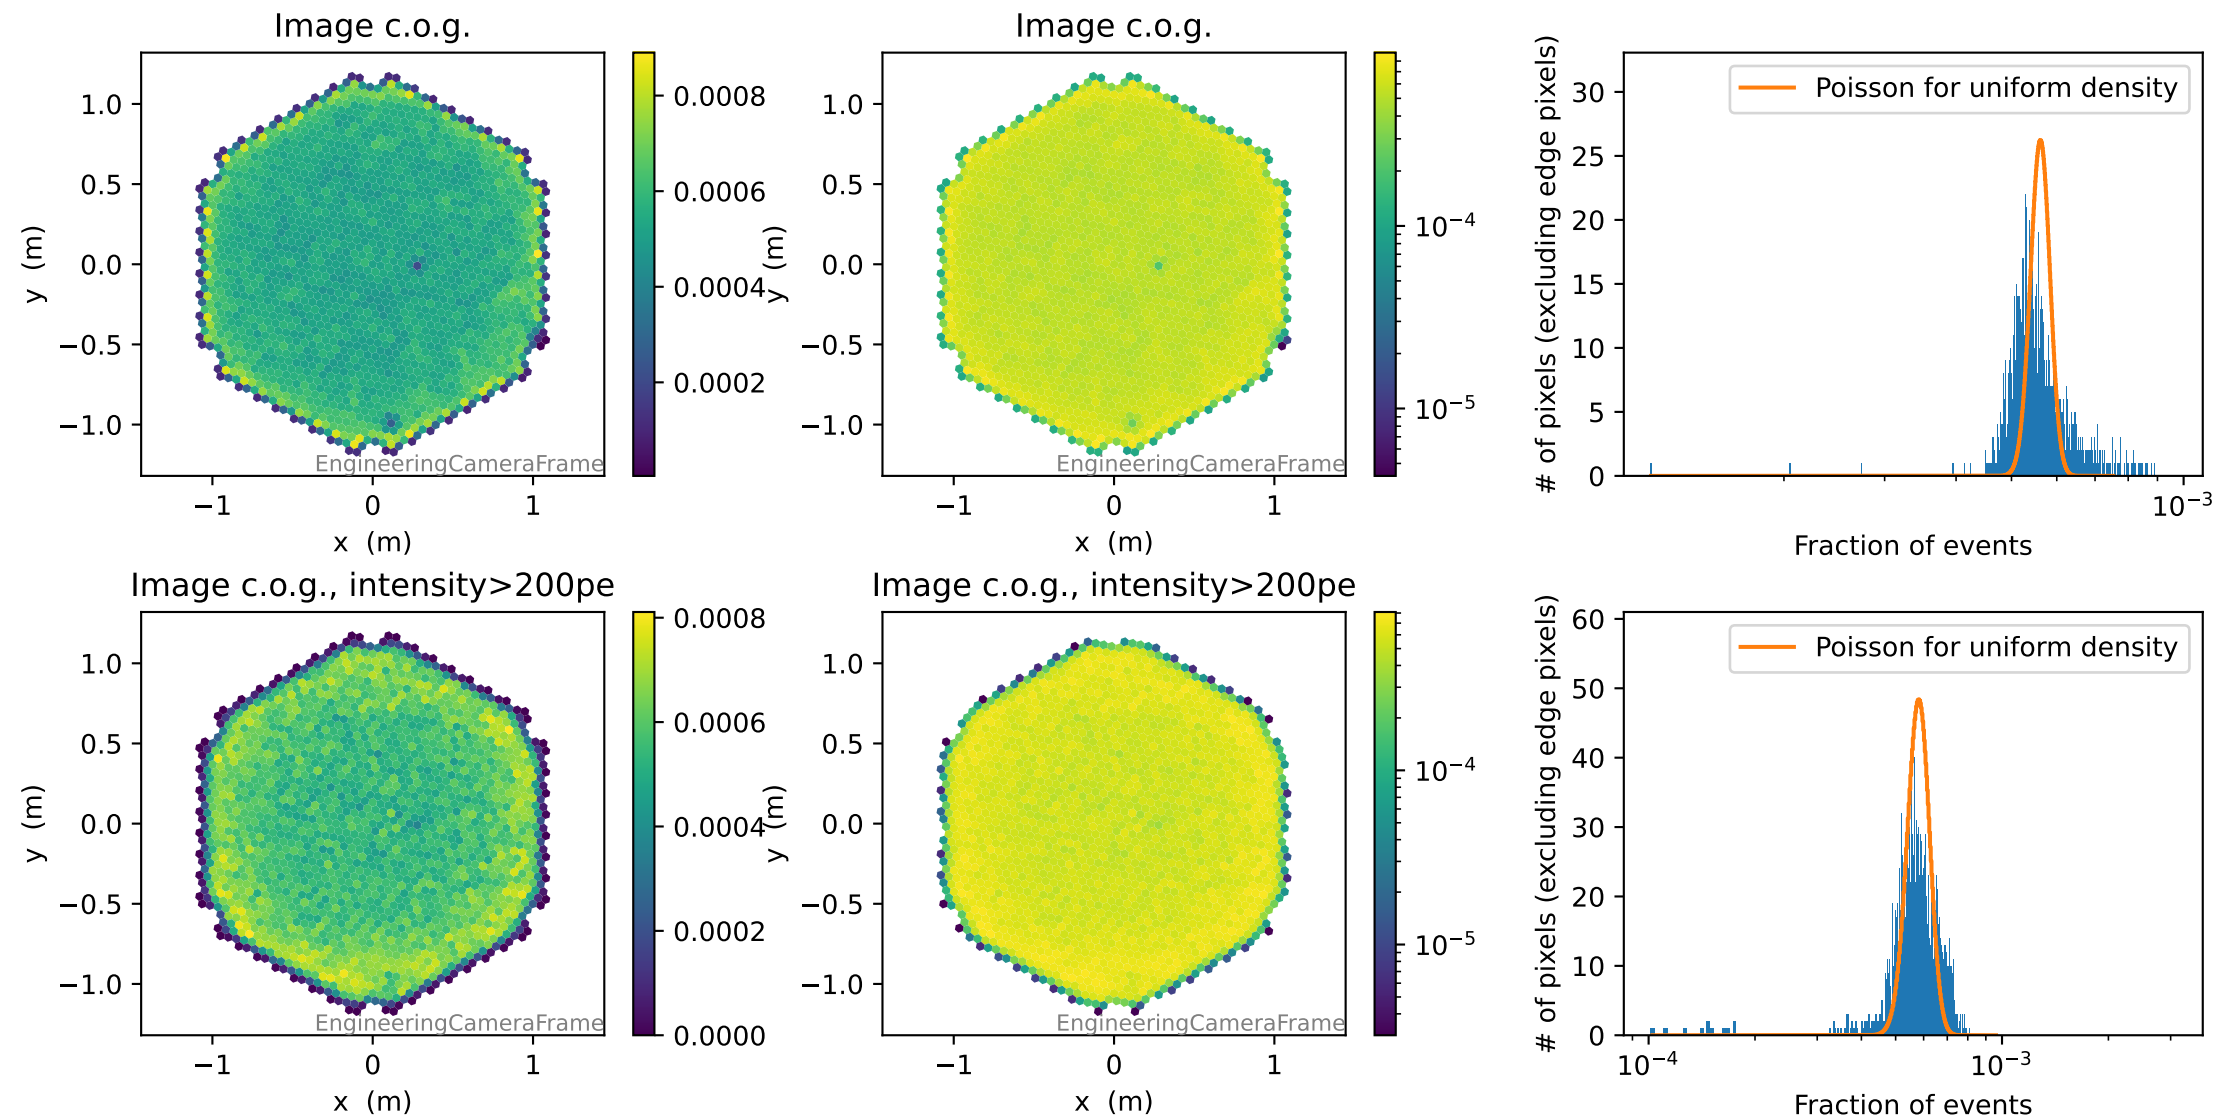 Image c.o.g.
1.0
0.5
0.0
−0.5
−1.0
y (m)
−1
0
1
x (m)
EngineeringCameraFrame
0.0008
0.0006
0.0004
0.0002
Image c.o.g.
1.0
0.5
0.0
−0.5
−1.0
y (m)
−1
0
1
x (m)
EngineeringCameraFrame
10−4
10−5
Poisson for uniform density
30
25
20
15
10
5
0
# of pixels (excluding edge pixels)
10−3
Fraction of events
Image c.o.g., intensity>200pe
1.0
0.5
0.0
−0.5
−1.0
y (m)
−1
0
1
x (m)
EngineeringCameraFrame
0.0008
0.0006
0.0004
0.0002
0.0000
Image c.o.g., intensity>200pe
1.0
0.5
0.0
−0.5
−1.0
y (m)
−1
0
1
x (m)
EngineeringCameraFrame
10−4
10−5
Poisson for uniform density
60
50
40
30
20
10
0
# of pixels (excluding edge pixels)
10−4
10−3
Fraction of events